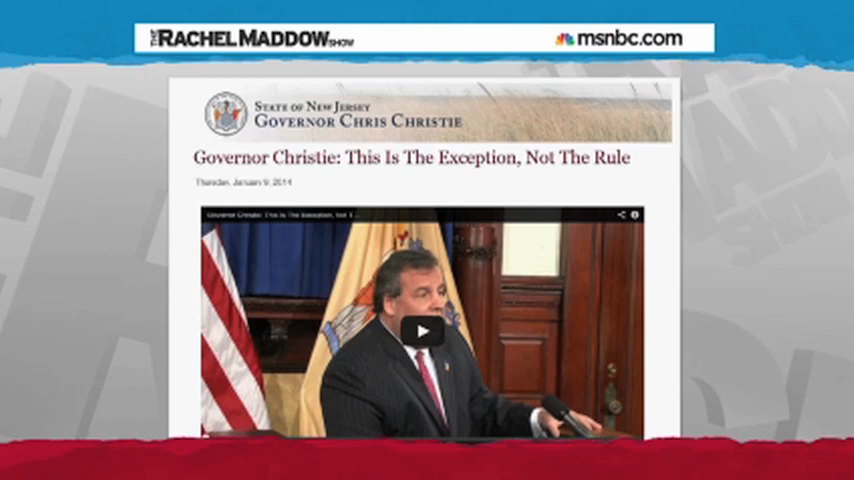 THE RACHEL MADDOW SHOW
msnbc.com
STATE OF NEW JERSEY
GOVERNOR CHRIS CHRISTIE
Governor Christie: This Is The Exception, Not The Rule
Thursday, January 9, 2014
Governor Christie: This Is The Exception, Not T...